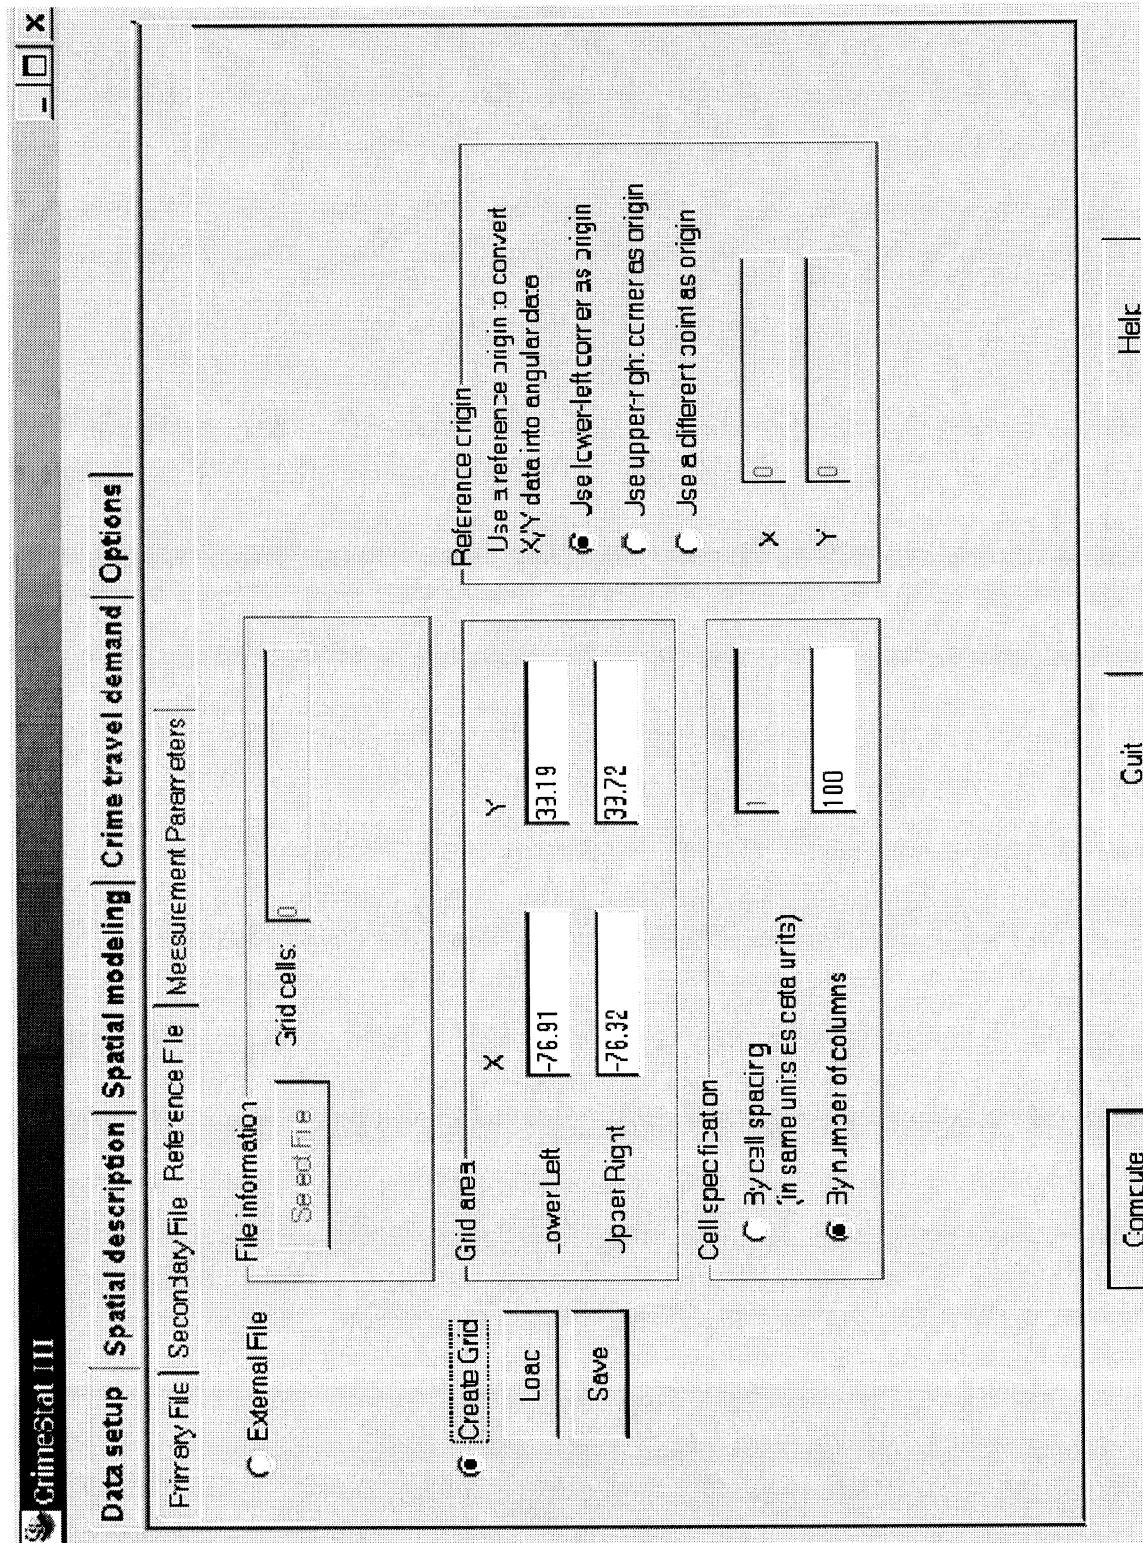 CrimeStat III
Data setup Spatial description Spatial modeling Crime travel demand Options
Primary File Secondary File Reference File Measurement Parameters
External File
File information
Select File
Grid cells: 0
Create Grid
Load
Save
Grid area
X Y
Lower Left -76.91 39.19
Upper Right -76.32 39.72
Cell specification
By cell spacing 1
(in same units as data units)
By number of columns 100
Reference origin
Use a reference origin to convert
X/Y data into angular data
Use lower-left corner as origin
Use upper-right corner as origin
Use a different point as origin
X 0
Y 0
Compute Quit Help